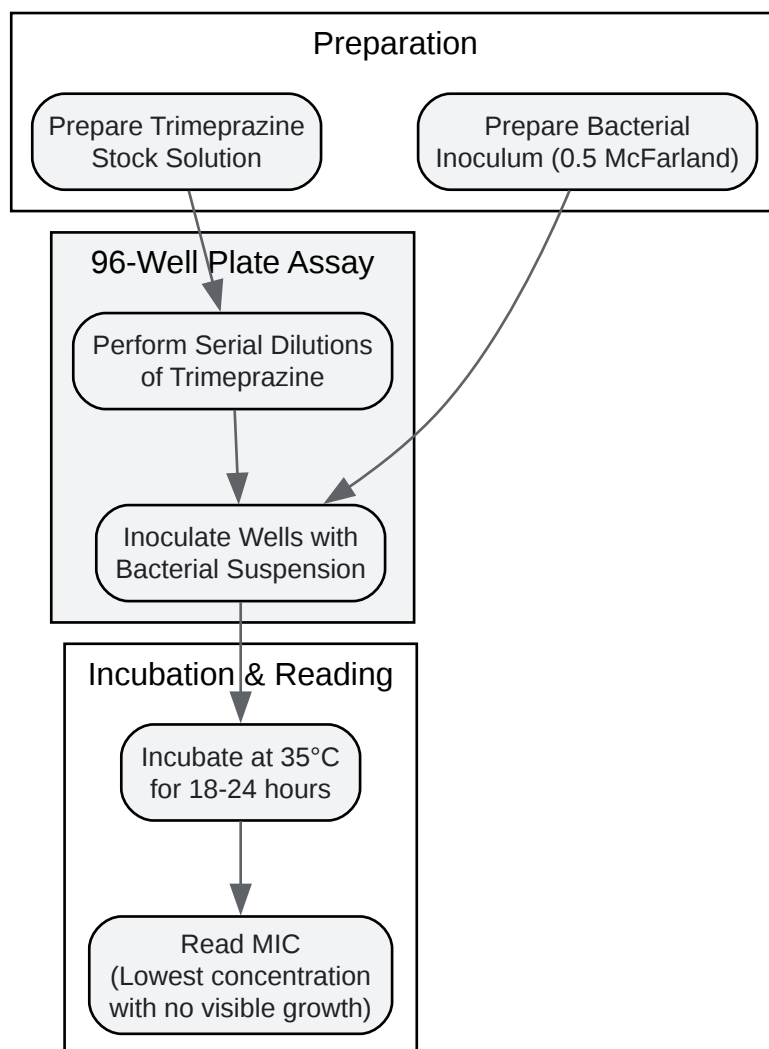 Preparation
Prepare Trimeprazine
Stock Solution
Prepare Bacterial
Inoculum (0.5 McFarland)
96-Well Plate Assay
Perform Serial Dilutions
of Trimeprazine
Inoculate Wells with
Bacterial Suspension
Incubation & Reading
Incubate at 35°C
for 18-24 hours
Read MIC
(Lowest concentration
with no visible growth)